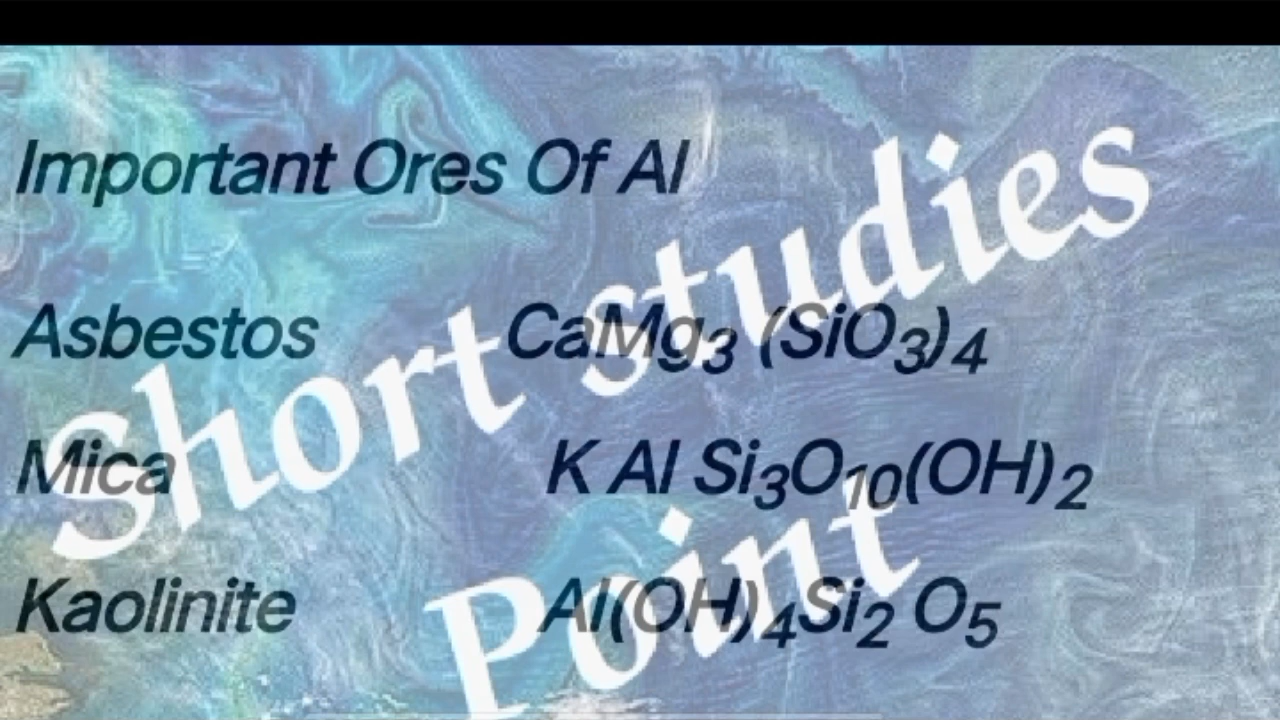 Important Ores Of Al
Asbestos CaMg₃ (SiO₃)₄
Mica K Al Si₃O₁₀(OH)₂
Kaolinite Al(OH)₄Si₂ O₅
Short studies
Point